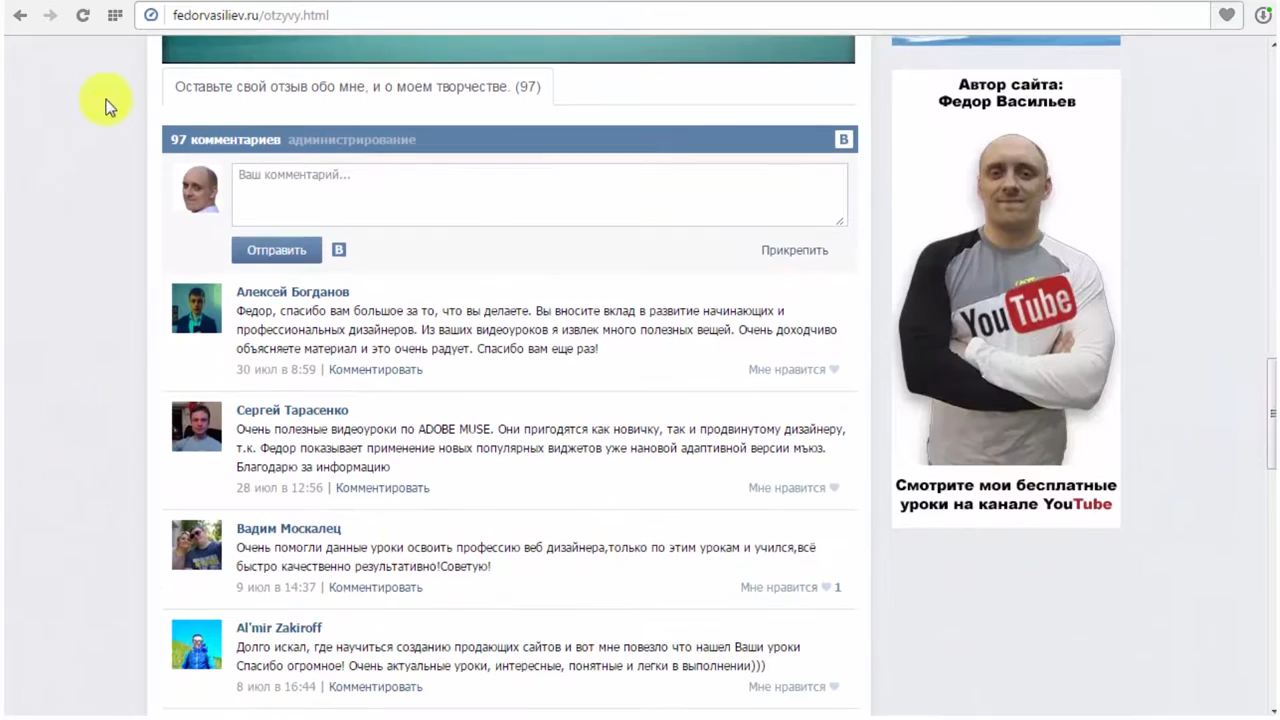 fedorvasiliev.ru/otzyvy.html
Оставьте свой отзыв обо мне, и о моем творчестве. (97)
97 комментариев администрирование
B
Ваш комментарий...
Отправить B Прикрепить
Алексей Богданов
Федор, спасибо вам большое за то, что вы делаете. Вы вносите вклад в развитие начинающих и
профессиональных дизайнеров. Из ваших видеоуроков я извлек много полезных вещей. Очень доходчиво
объясняете материал и это очень радует. Спасибо вам еще раз!
30 июл в 8:59 | Комментировать Мне нравится
Сергей Тарасенко
Очень полезные видеоуроки по ADOBE MUSE. Они пригодятся как новичку, так и продвинутому дизайнеру,
т.к. Федор показывает применение новых популярных виджетов уже нановой адаптивной версии мъюз.
Благодарю за информацию
28 июл в 12:56 | Комментировать Мне нравится
Вадим Москалец
Очень помогли данные уроки освоить профессию веб дизайнера,только по этим урокам и учился,всё
быстро качественно результативно!Советую!
9 июл в 14:37 | Комментировать Мне нравится 1
Al'mir Zakiroff
Долго искал, где научиться созданию продающих сайтов и вот мне повезло что нашел Ваши уроки
Спасибо огромное! Очень актуальные уроки, интересные, понятные и легки в выполнении)))
8 июл в 16:44 | Комментировать Мне нравится
Автор сайта:
Федор Васильев
YouTube
Смотрите мои бесплатные
уроки на канале YouTube